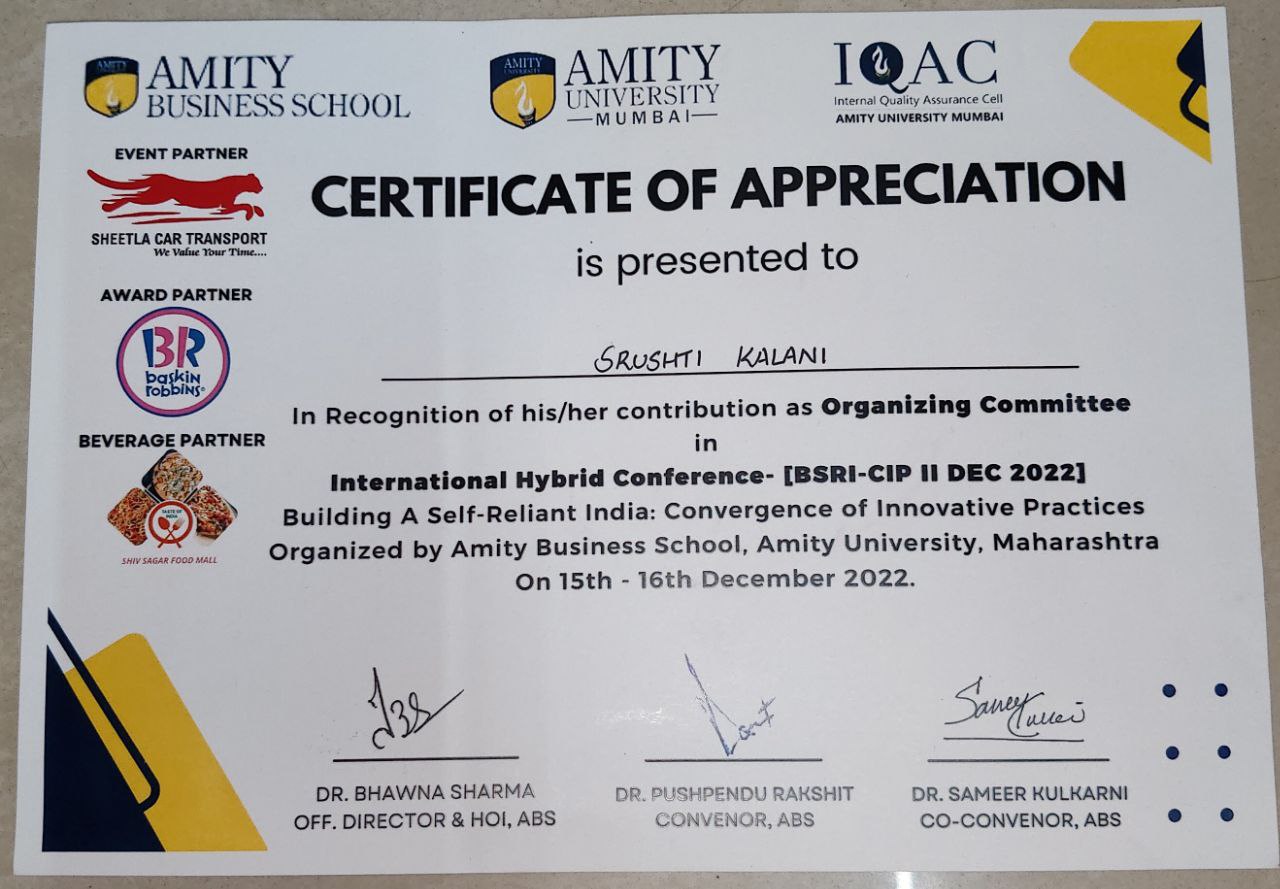 AMITY
BUSINESS SCHOOL
AMITY
UNIVERSITY
AMITY
UNIVERSITY
MUMBAI
AMITY
UNIVERSITY
IQAC
Internal Quality Assurance Cell
AMITY UNIVERSITY MUMBAI
EVENT PARTNER
SHEETLA CAR TRANSPORT
We Value Your Time....
AWARD PARTNER
BR
baskin
robbins®
BEVERAGE PARTNER
TASTE OF
INDIA
SHIV SAGAR FOOD MALL
CERTIFICATE OF APPRECIATION
is presented to
SRUSHTI KALANI
In Recognition of his/her contribution as Organizing Committee
in
International Hybrid Conference- [BSRI-CIP II DEC 2022]
Building A Self-Reliant India: Convergence of Innovative Practices
Organized by Amity Business School, Amity University, Maharashtra
On 15th - 16th December 2022.
DR. BHAWNA SHARMA
OFF. DIRECTOR & HOI, ABS
DR. PUSHPENDU RAKSHIT
CONVENOR, ABS
DR. SAMEER KULKARNI
CO-CONVENOR, ABS